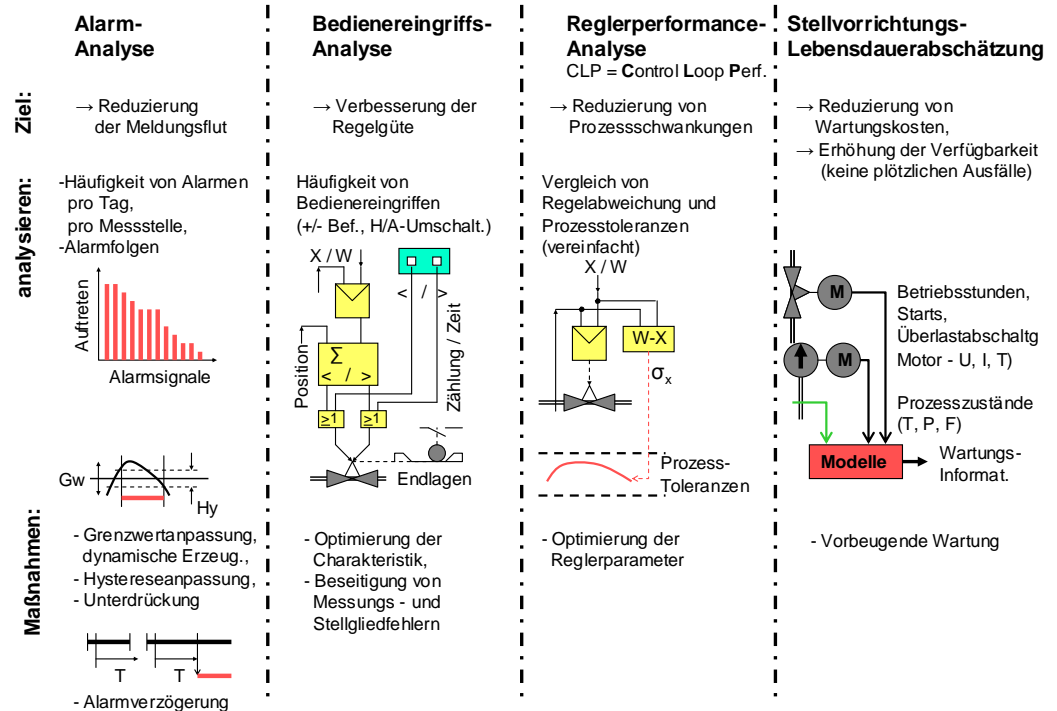 Alarm-
Analyse
Bedienereingriffs-
Analyse
Reglerperformance-
Analyse
CLP = Control Loop Perf.
Stellvorrichtungs-
Lebensdauerabschätzung
Ziel:
→ Reduzierung
der Meldungsflut
→ Verbesserung der
Regelgüte
→ Reduzierung von
Prozessschwankungen
→ Reduzierung von
Wartungskosten,
→ Erhöhung der Verfügbarkeit
(keine plötzlichen Ausfälle)
analysieren:
-Häufigkeit von Alarmen
pro Tag,
pro Messstelle,
-Alarmfolgen
Auftreten
Alarmsignale
Gw
Hy
Häufigkeit von
Bedienereingriffen
(+/- Bef., H/A-Umschalt.)
X / W
< / >
Position
Σ
< / >
≥1
≥1
Zählung / Zeit
Endlagen
Vergleich von
Regelabweichung und
Prozesstoleranzen
(vereinfacht)
X / W
W-X
σx
Prozess-
Toleranzen
M
M
Betriebsstunden,
Starts,
Überlastabschaltg
Motor - U, I, T)
Prozesszustände
(T, P, F)
Modelle
Wartungs-
Informat.
Maßnahmen:
- Grenzwertanpassung,
dynamische Erzeug.,
- Hystereseanpassung,
- Unterdrückung
T
T
- Alarmverzögerung
- Optimierung der
Charakteristik,
- Beseitigung von
Messungs - und
Stellgliedfehlern
- Optimierung der
Reglerparameter
- Vorbeugende Wartung